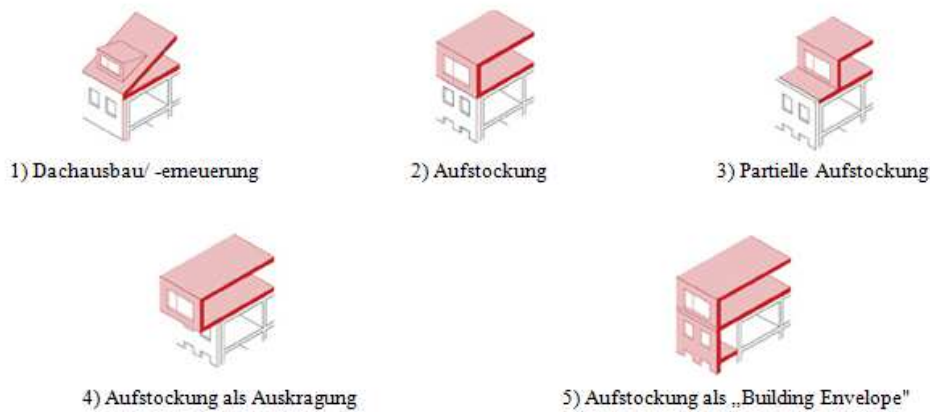 1) Dachausbau/ -erneuerung
2) Aufstockung
3) Partielle Aufstockung
4) Aufstockung als Auskragung
5) Aufstockung als „Building Envelope"